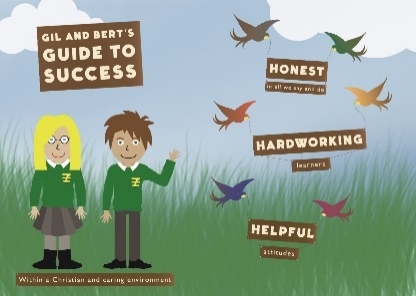 GIL AND BERT'S
GUIDE TO
SUCCESS
HONEST
in all we say and do
HARDWORKING
learners
HELPFUL
attitudes
Within a Christian and caring environment